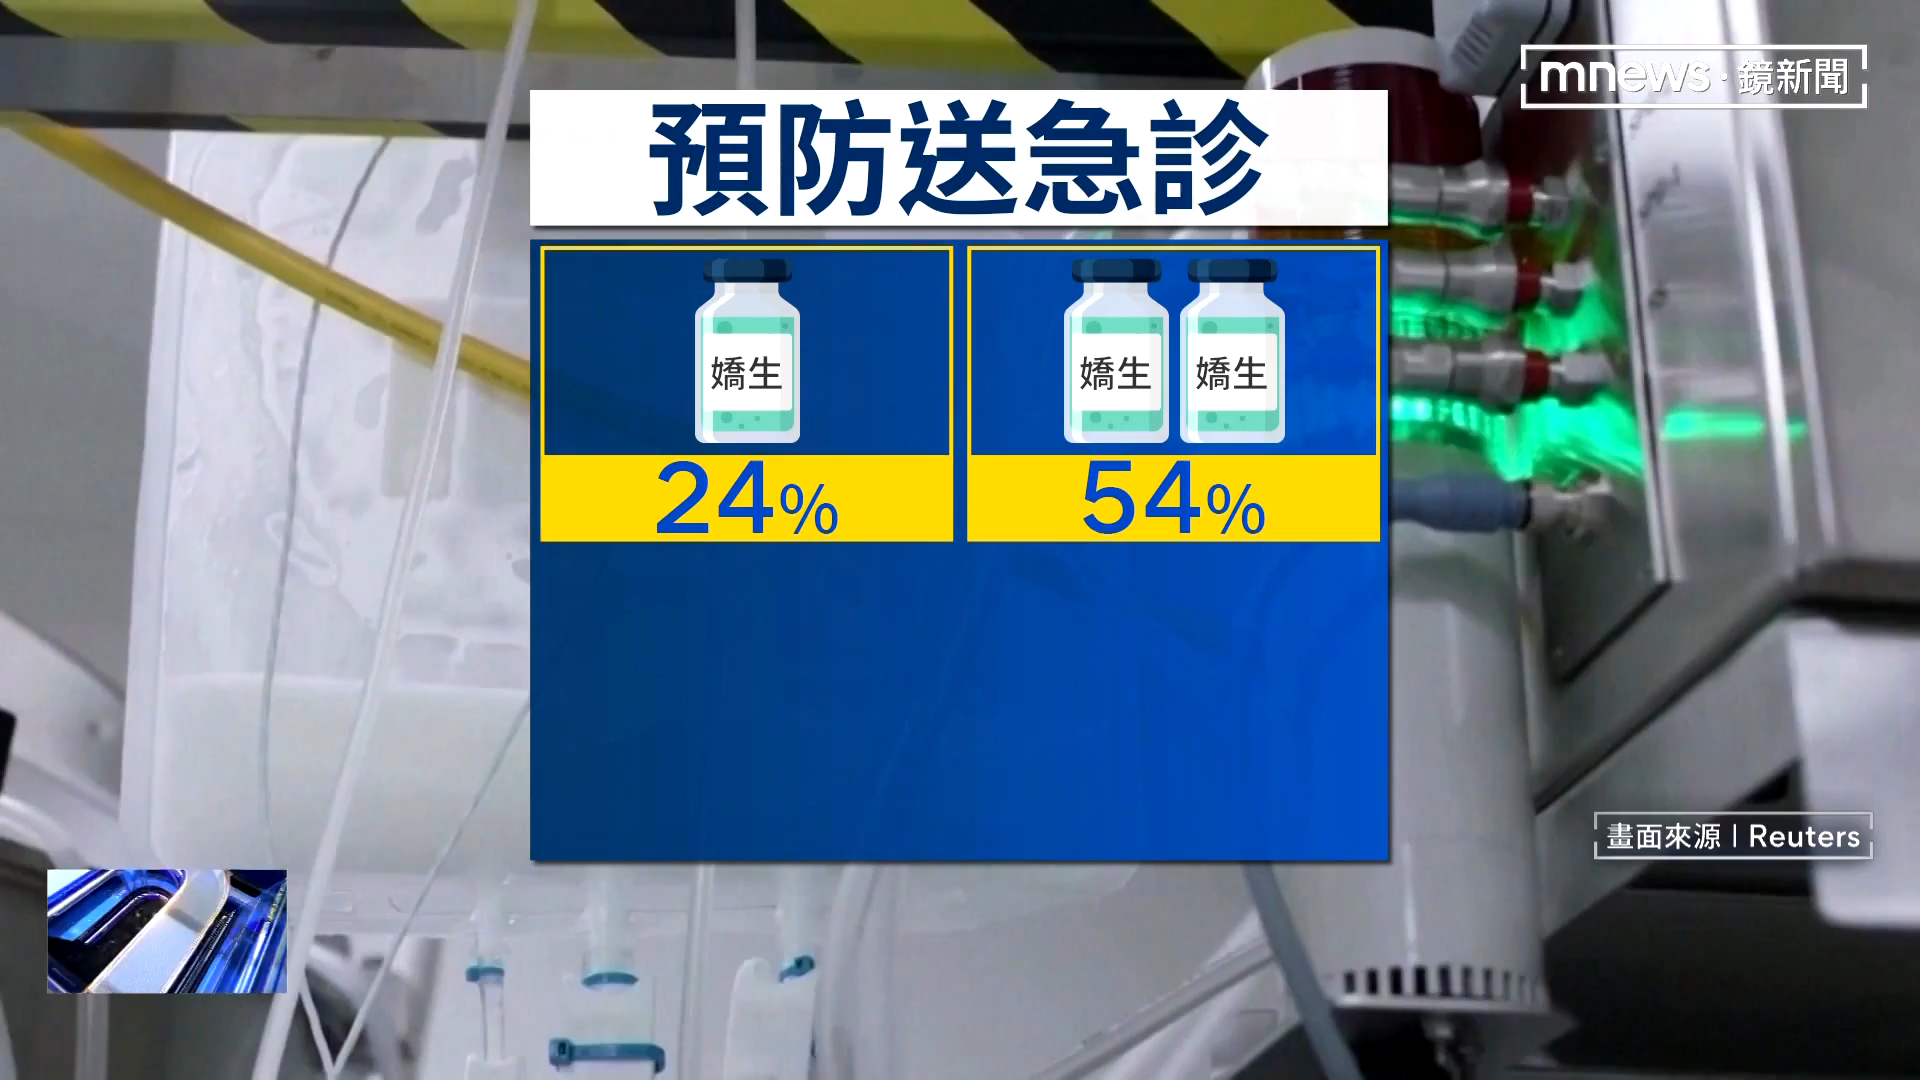 mnews·鏡新聞
預防送急診
嬌生
嬌生 嬌生
24%
54%
畫面來源 | Reuters